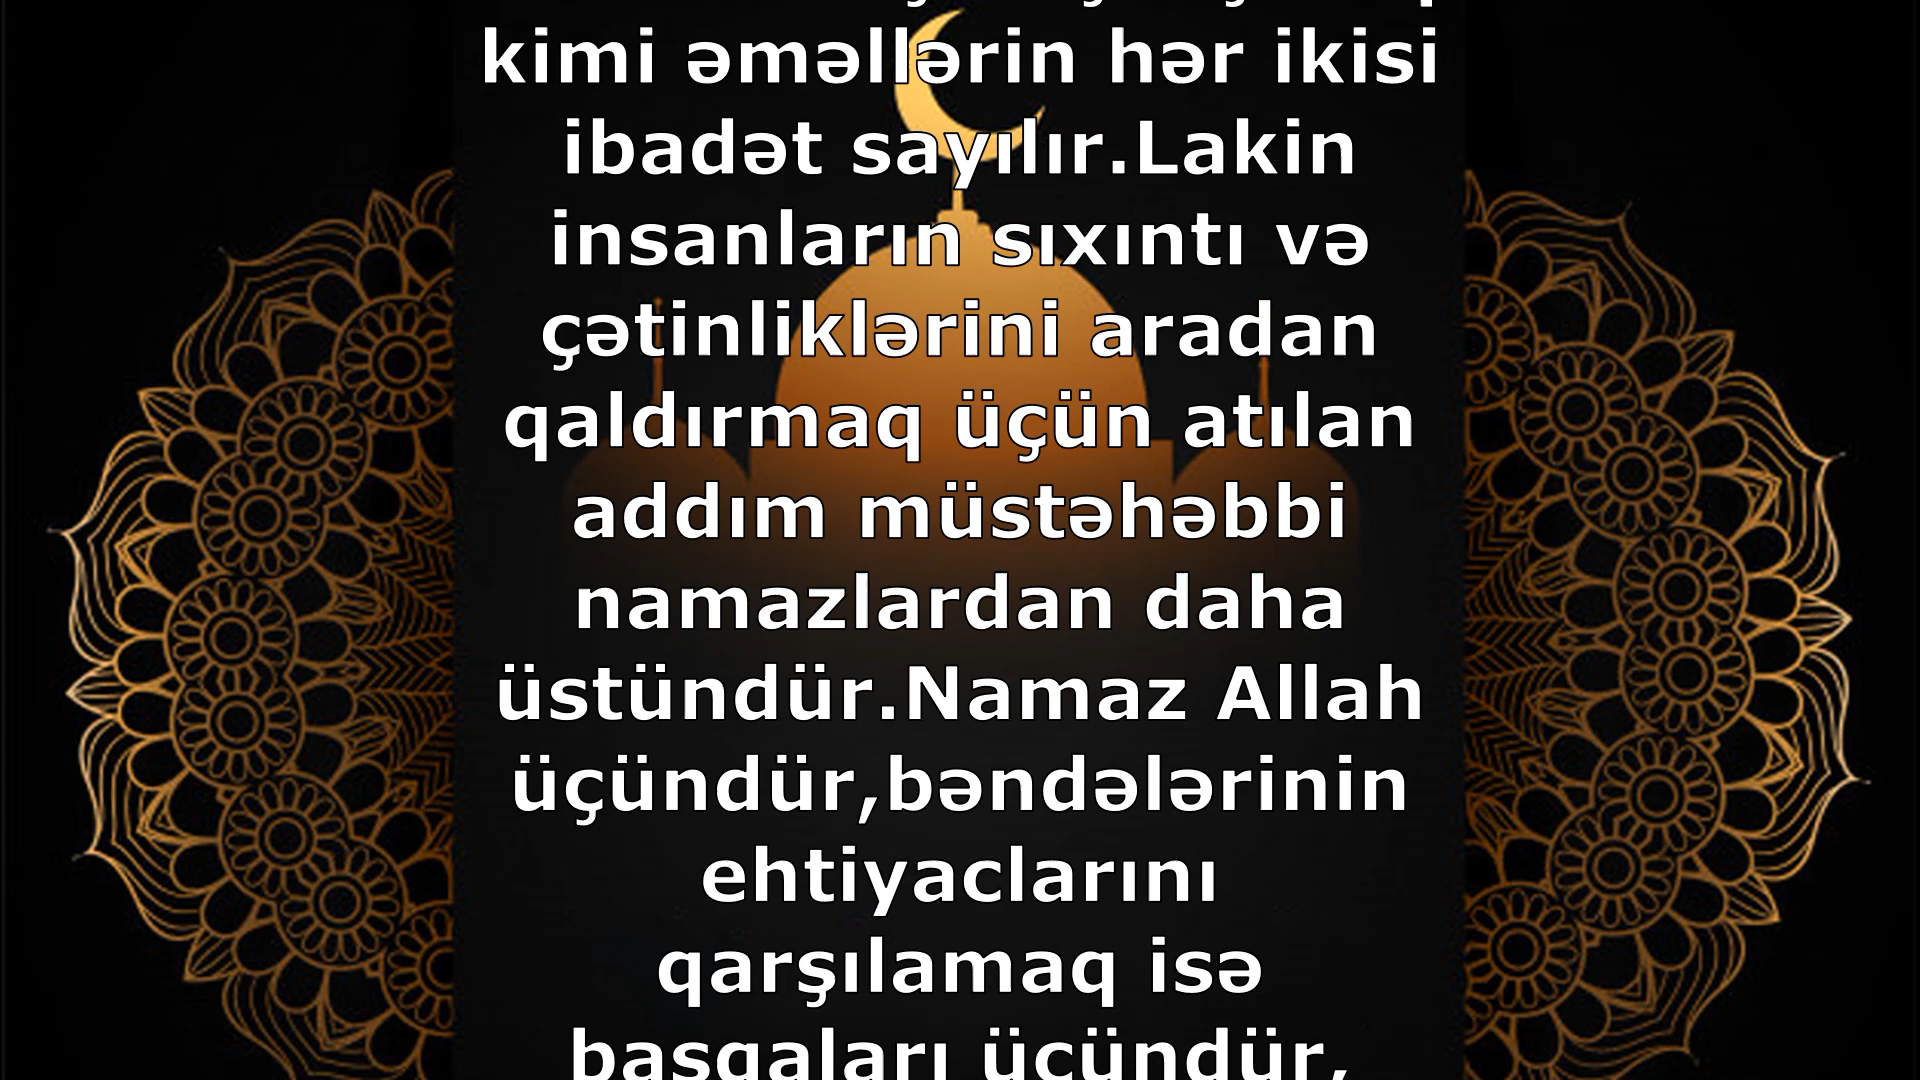 kimi əməllərin hər ikisi
ibadət sayılır.Lakin
insanların sıxıntı və
çətinliklərini aradan
qaldırmaq üçün atılan
addım müstəhəbbi
namazlardan daha
üstündür.Namaz Allah
üçündür,bəndələrinin
ehtiyaclarını
qarşılamaq isə
başqaları üçündür,